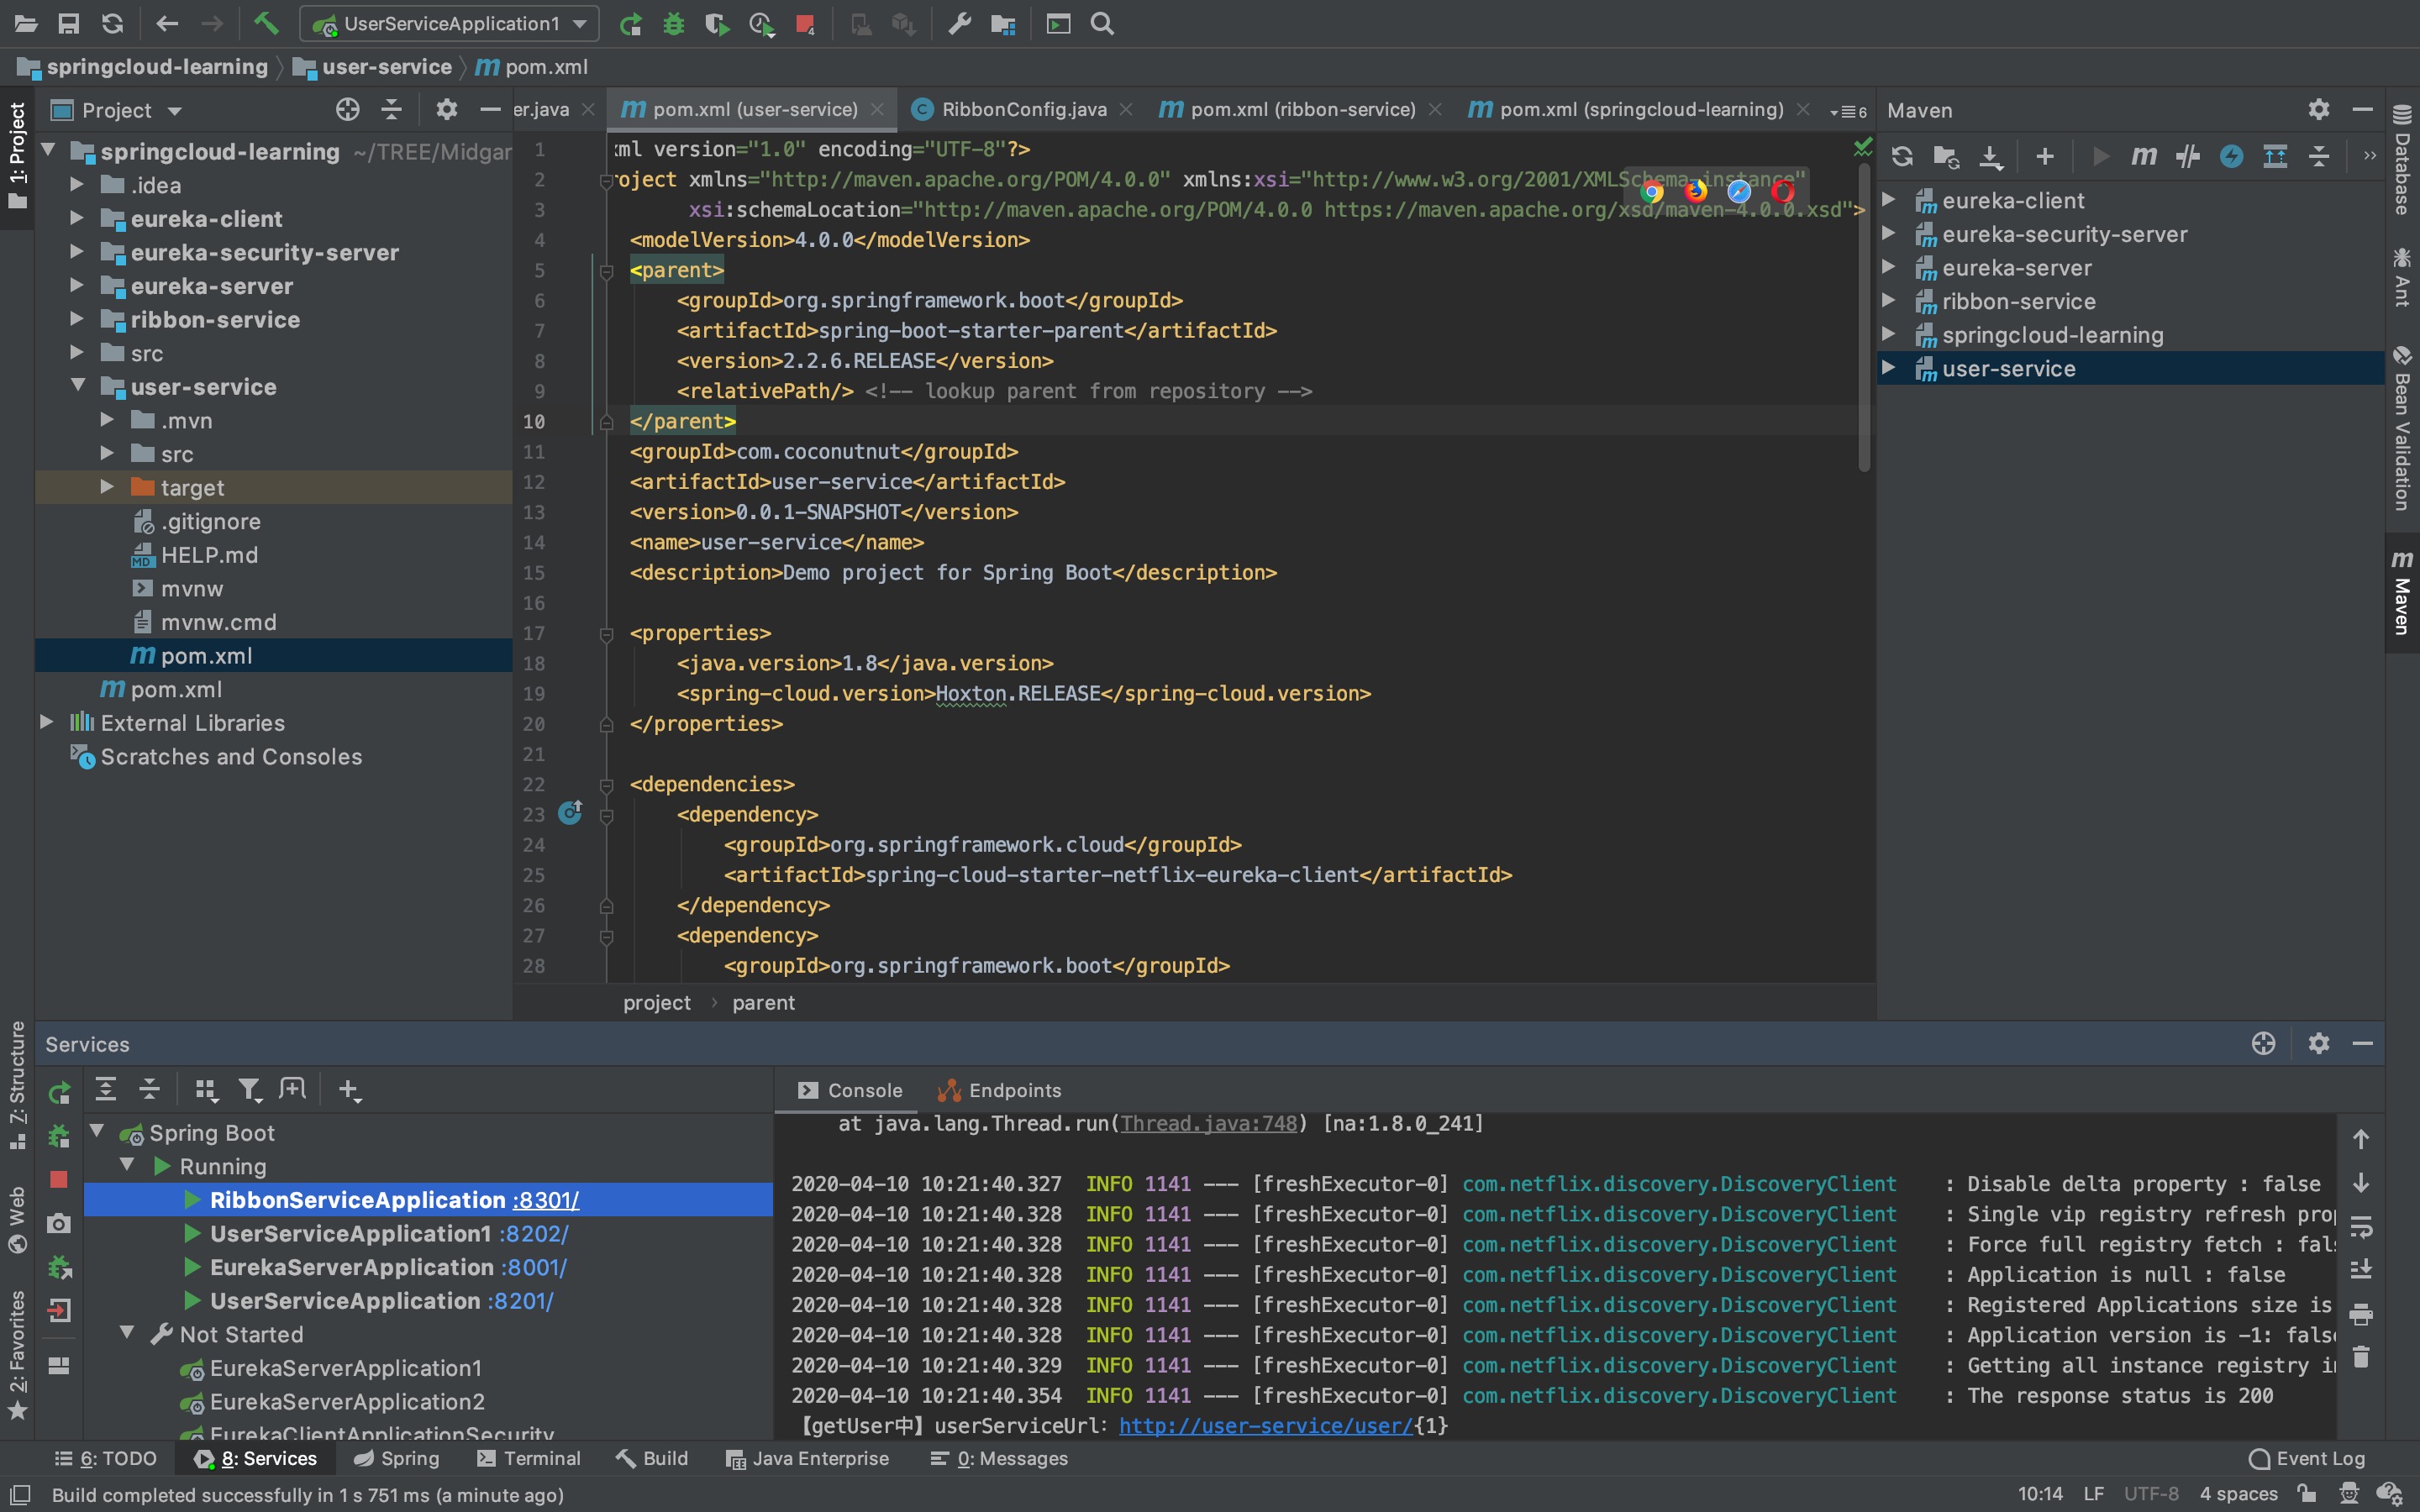 UserServiceApplication1
springcloud-learning
user-service
pom.xml
1: Project
Project
springcloud-learning ~/TREE/Midgar
.idea
eureka-client
eureka-security-server
eureka-server
ribbon-service
src
user-service
.mvn
src
target
.gitignore
HELP.md
mvnw
mvnw.cmd
pom.xml
pom.xml
External Libraries
Scratches and Consoles
er.java
pom.xml (user-service)
RibbonConfig.java
pom.xml (ribbon-service)
pom.xml (springcloud-learning)
6
1 xml version="1.0" encoding="UTF-8"?>
2 roject xmlns="http://maven.apache.org/POM/4.0.0" xmlns:xsi="http://www.w3.org/2001/XMLSchema-instance"
3 xsi:schemaLocation="http://maven.apache.org/POM/4.0.0 https://maven.apache.org/xsd/maven-4.0.0.xsd">
4 <modelVersion>4.0.0</modelVersion>
5 <parent>
6 <groupId>org.springframework.boot</groupId>
7 <artifactId>spring-boot-starter-parent</artifactId>
8 <version>2.2.6.RELEASE</version>
9 <relativePath/> <!-- lookup parent from repository -->
10 </parent>
11 <groupId>com.coconutnut</groupId>
12 <artifactId>user-service</artifactId>
13 <version>0.0.1-SNAPSHOT</version>
14 <name>user-service</name>
15 <description>Demo project for Spring Boot</description>
16
17 <properties>
18 <java.version>1.8</java.version>
19 <spring-cloud.version>Hoxton.RELEASE</spring-cloud.version>
20 </properties>
21
22 <dependencies>
23 <dependency>
24 <groupId>org.springframework.cloud</groupId>
25 <artifactId>spring-cloud-starter-netflix-eureka-client</artifactId>
26 </dependency>
27 <dependency>
28 <groupId>org.springframework.boot</groupId>
project
parent
Maven
eureka-client
eureka-security-server
eureka-server
ribbon-service
springcloud-learning
user-service
Database
Ant
Bean Validation
Maven
Services
Z: Structure
Web
2: Favorites
Spring Boot
Running
RibbonServiceApplication :8301/
UserServiceApplication1 :8202/
EurekaServerApplication :8001/
UserServiceApplication :8201/
Not Started
EurekaServerApplication1
EurekaServerApplication2
EurekaClientApplicationSecurity
Console
Endpoints
at java.lang.Thread.run(Thread.java:748) [na:1.8.0_241]
2020-04-10 10:21:40.327 INFO 1141 --- [freshExecutor-0] com.netflix.discovery.DiscoveryClient : Disable delta property : false
2020-04-10 10:21:40.328 INFO 1141 --- [freshExecutor-0] com.netflix.discovery.DiscoveryClient : Single vip registry refresh prop
2020-04-10 10:21:40.328 INFO 1141 --- [freshExecutor-0] com.netflix.discovery.DiscoveryClient : Force full registry fetch : fals
2020-04-10 10:21:40.328 INFO 1141 --- [freshExecutor-0] com.netflix.discovery.DiscoveryClient : Application is null : false
2020-04-10 10:21:40.328 INFO 1141 --- [freshExecutor-0] com.netflix.discovery.DiscoveryClient : Registered Applications size is
2020-04-10 10:21:40.328 INFO 1141 --- [freshExecutor-0] com.netflix.discovery.DiscoveryClient : Application version is -1: false
2020-04-10 10:21:40.329 INFO 1141 --- [freshExecutor-0] com.netflix.discovery.DiscoveryClient : Getting all instance registry in
2020-04-10 10:21:40.354 INFO 1141 --- [freshExecutor-0] com.netflix.discovery.DiscoveryClient : The response status is 200
【getUser中】userServiceUrl: http://user-service/user/{1}
6: TODO
8: Services
Spring
Terminal
Build
Java Enterprise
0: Messages
Event Log
Build completed successfully in 1 s 751 ms (a minute ago)
10:14
LF
UTF-8
4 spaces